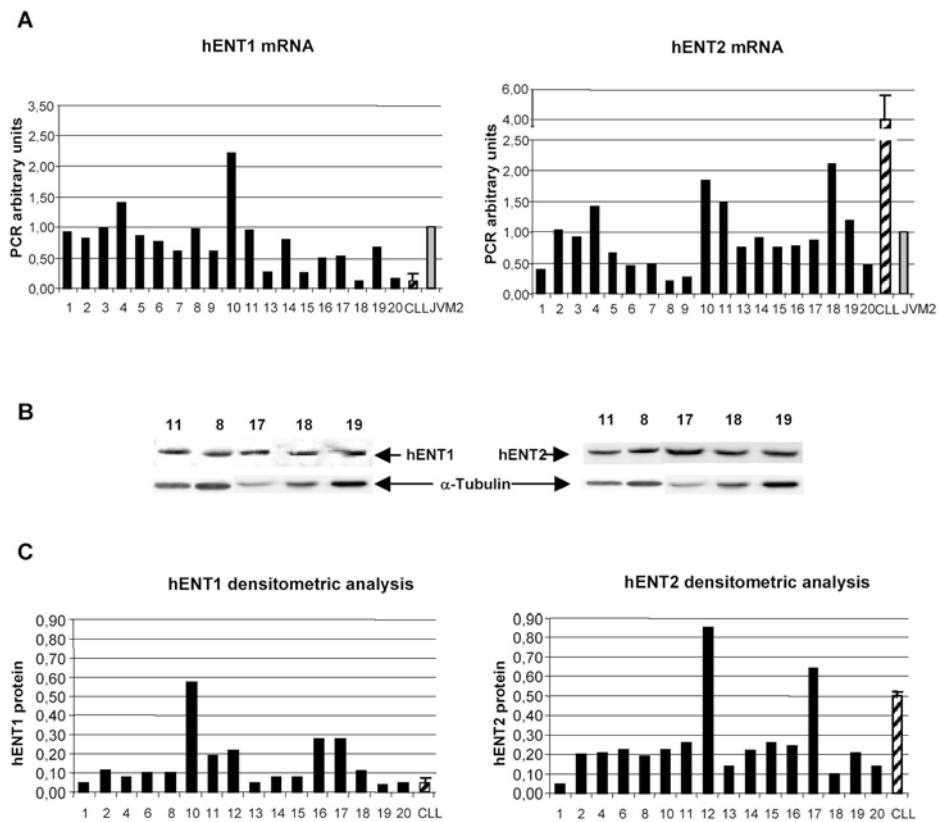 A
hENT1 mRNA
hENT2 mRNA
PCR arbitrary units
3,50
2,50
1,50
1,00
0,50
0,00
1 2 3 4 5 6 7 8 9 10 11 13 14 15 16 17 18 19 20 CLL JVM2
PCR arbitrary units
6,00
4,00
2,50
2,00
1,50
1,00
0,50
0,00
1 2 3 4 5 6 7 8 9 10 11 13 14 15 16 17 18 19 20 CLL JVM2
B
11 8 17 18 19
11 8 17 18 19
hENT1 hENT2
α-Tubulin
C
hENT1 densitometric analysis
hENT2 densitometric analysis
hENT1 protein
0,90
0,80
0,70
0,60
0,50
0,40
0,30
0,20
0,10
0,00
1 2 4 6 8 10 11 12 13 14 15 16 17 18 19 20 CLL
hENT2 protein
0,90
0,80
0,70
0,60
0,50
0,40
0,30
0,20
0,10
0,00
1 2 4 6 8 10 11 12 13 14 15 16 17 18 19 20 CLL